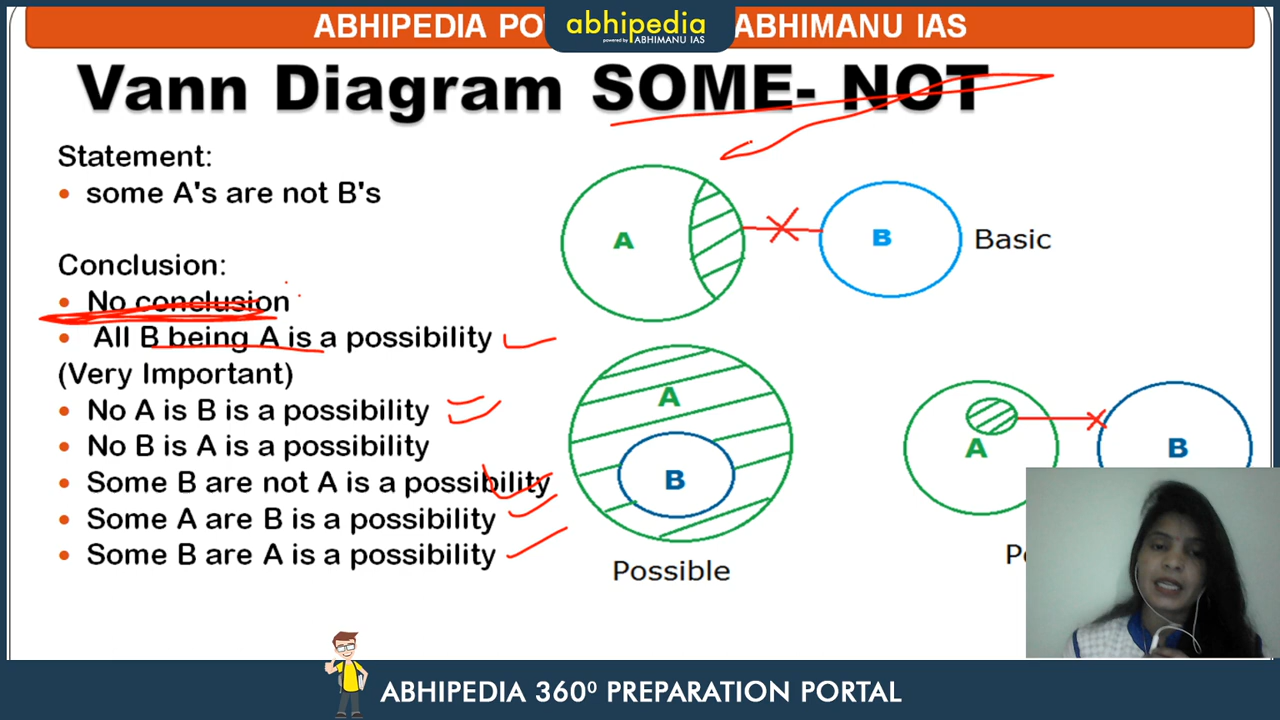 ABHIPEDIA PO
abhipedia
powered by ABHIMANU IAS
ABHIMANU IAS
Vann Diagram SOME- NOT
Statement:
• some A's are not B's
Conclusion:
• No conclusion
• All B being A is a possibility
(Very Important)
• No A is B is a possibility
• No B is A is a possibility
• Some B are not A is a possibility
• Some A are B is a possibility
• Some B are A is a possibility
A
B
Basic
A
B
Possible
A
B
P
ABHIPEDIA 360⁰ PREPARATION PORTAL